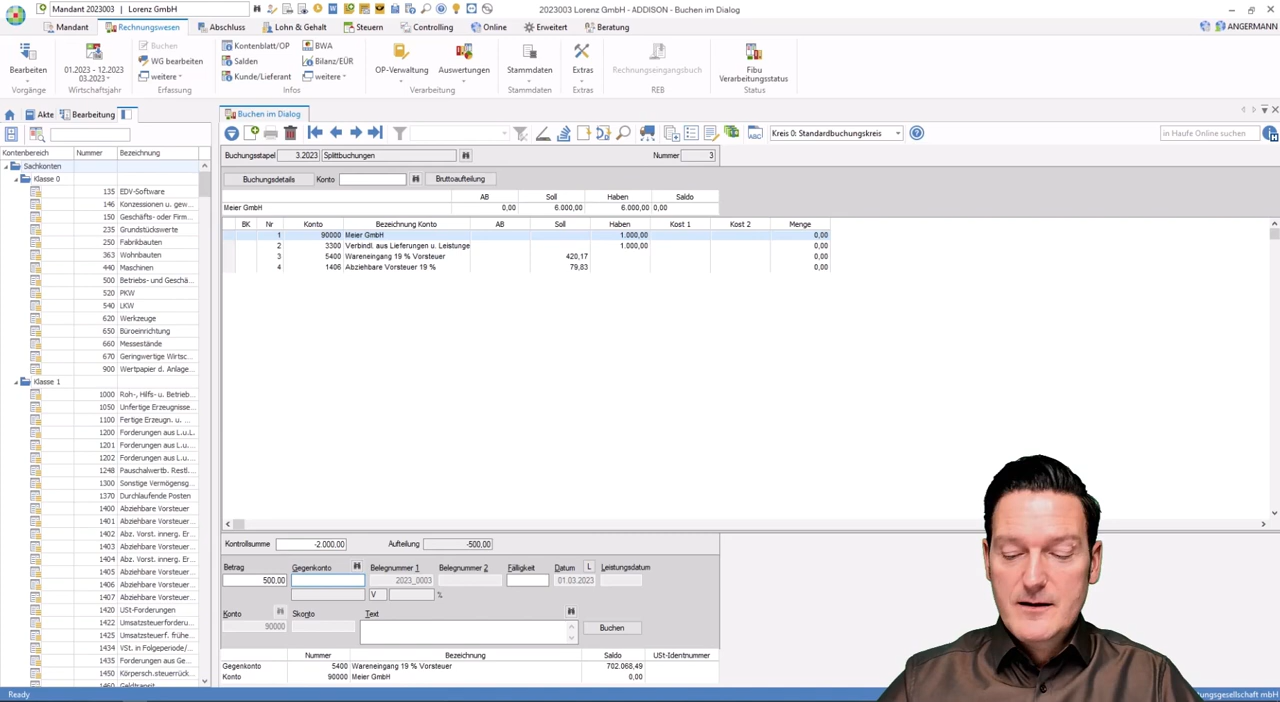 Mandant 2023003 Lorenz GmbH
2023003 Lorenz GmbH - ADDISON - Buchen im Dialog
Mandant Rechnungswesen Abschluss Lohn & Gehalt Steuern Controlling Online Erweitert Beratung
ANGERMANN
Bearbeiten
Vorgänge
01.2023 - 12.2023
03.2023
Wirtschaftsjahr
Buchen
WG bearbeiten
weitere
Erfassung
Kontenblatt/OP BWA
Salden Bilanz/EÜR
Kunde/Lieferant weitere
Infos
OP-Verwaltung Auswertungen
Verarbeitung
Stammdaten
Stammdaten
Extras
Extras
Rechnungseingangsbuch
REB
Fibu
Verarbeitungsstatus
Status
Akte Bearbeitung
Buchen im Dialog
Kreis 0: Standardbuchungskreis
in Haufe Online suchen
Kontenbereich Nummer Bezeichnung
Sachkonten
Klasse 0
135 EDV-Software
146 Konzessionen u. gew...
150 Geschäfts- oder Firm...
235 Grundstückswerte
250 Fabrikbauten
363 Wohnbauten
440 Maschinen
500 Betriebs- und Geschä...
520 PKW
540 LKW
620 Werkzeuge
650 Büroeinrichtung
660 Messestände
670 Geringwertige Wirtsc...
900 Wertpapier d. Anlage...
Klasse 1
1000 Roh-, Hilfs- u. Betrieb...
1050 Unfertige Erzeugnisse...
1100 Fertige Erzeugn. u. ...
1200 Forderungen aus L.u.L.
1201 Forderungen aus L.u...
1202 Forderungen aus L.u...
1248 Pauschalwertb. Restl...
1300 Sonstige Vermögensg...
1370 Durchlaufende Posten
1400 Abziehbare Vorsteuer
1401 Abziehbare Vorsteuer...
1402 Abz. Vorst. innerg. Er...
1403 Abziehbare Vorsteuer...
1404 Abz. Vorst. innerg. Er...
1405 Abziehbare Vorsteuer...
1406 Abziehbare Vorsteuer...
1407 Abziehbare Vorsteuer...
1420 USt-Forderungen
1422 Umsatzsteuerforderu...
1425 Umsatzsteuerf. frühe...
1434 VSt. in Folgeperiode/...
1435 Forderungen aus Ge...
1450 Körpersch.steuerrück...
1460 Geldtransit
Buchungsstapel 3.2023 Splittbuchungen Nummer 3
Buchungsdetails Konto Bruttoaufteilung
AB Soll Haben Saldo
Meier GmbH 0,00 6.000,00 6.000,00 0,00
BK Nr Konto Bezeichnung Konto AB Soll Haben Kost 1 Kost 2 Menge
1 90000 Meier GmbH 1.000,00 0,00
2 3300 Verbindl. aus Lieferungen u. Leistunge 1.000,00 0,00
3 5400 Wareneingang 19 % Vorsteuer 420,17 0,00
4 1406 Abziehbare Vorsteuer 19 % 79,83 0,00
Kontrollsumme -2.000,00 Aufteilung -500,00
Betrag Gegenkonto Belegnummer 1 Belegnummer 2 Fälligkeit Datum L Leistungsdatum
500,00 2023_0003 01.03.2023
V %
Konto Skonto Text
90000
Buchen
Nummer Bezeichnung Saldo USt-Identnummer
Gegenkonto 5400 Wareneingang 19 % Vorsteuer 702.068,49
Konto 90000 Meier GmbH 0,00
Ready
ungsgesellschaft mbH